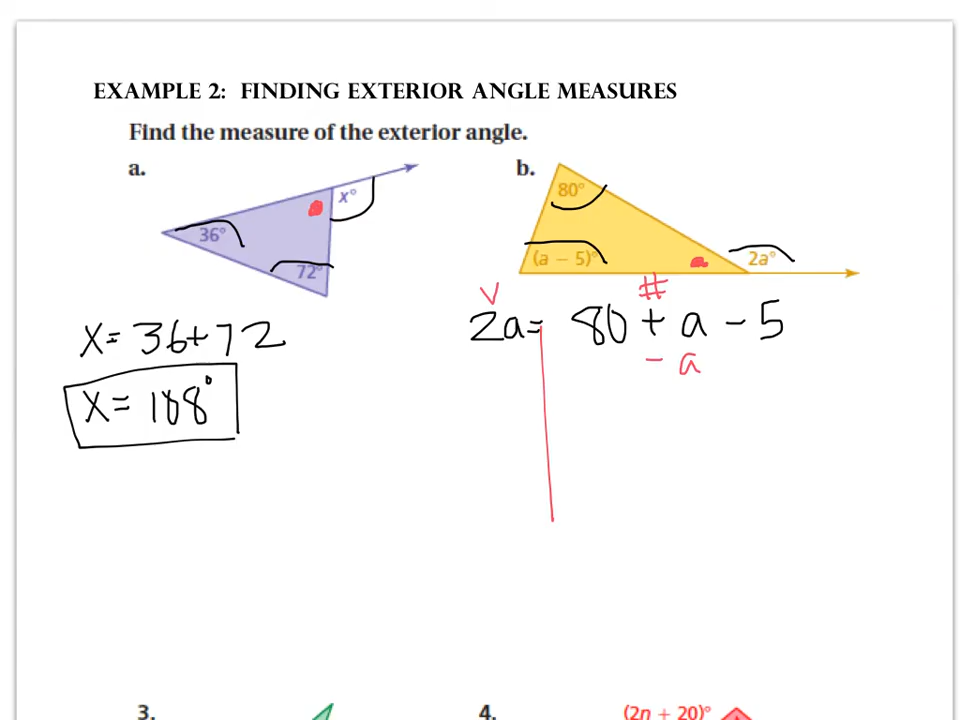 EXAMPLE 2: FINDING EXTERIOR ANGLE MEASURES
Find the measure of the exterior angle.
a.
x°
36°
72°
b.
80°
(a − 5)°
2a°
X = 36+72
X = 108°
V
#
2a = 80 + a − 5
− a
3.
4.
(2n + 20)°